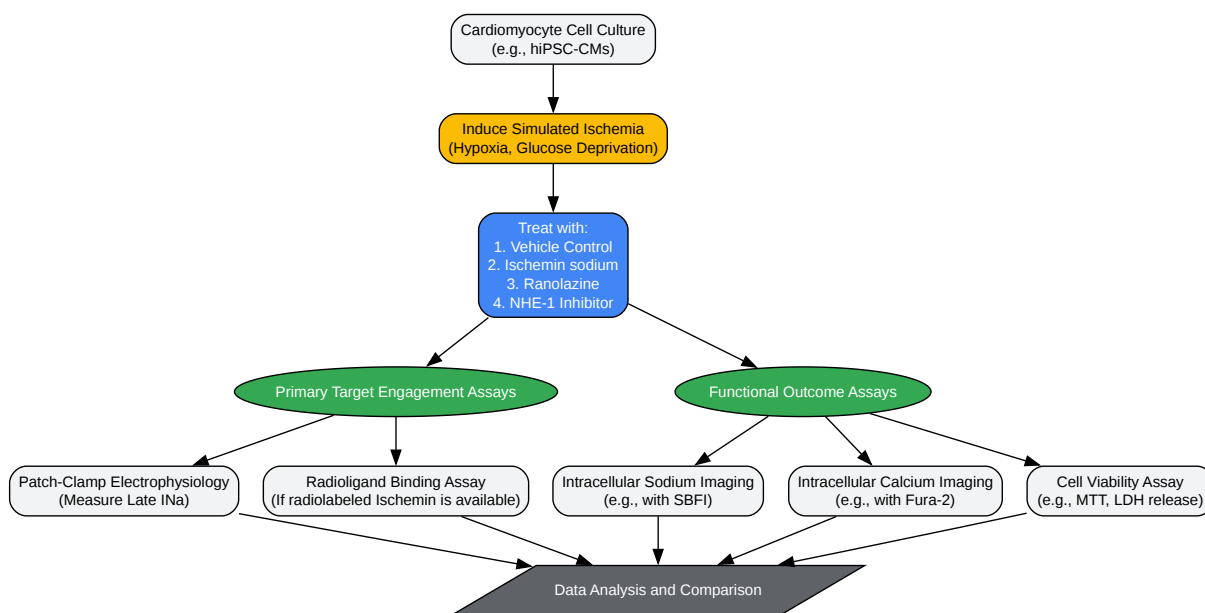 Cardiomyocyte Cell Culture
(e.g., hiPSC-CMs)
Induce Simulated Ischemia
(Hypoxia, Glucose Deprivation)
Treat with:
1. Vehicle Control
2. Ischemin sodium
3. Ranolazine
4. NHE-1 Inhibitor
Primary Target Engagement Assays
Functional Outcome Assays
Patch-Clamp Electrophysiology
(Measure Late INa)
Radioligand Binding Assay
(If radiolabeled Ischemin is available)
Intracellular Sodium Imaging
(e.g., with SBFI)
Intracellular Calcium Imaging
(e.g., with Fura-2)
Cell Viability Assay
(e.g., MTT, LDH release)
Data Analysis and Comparison